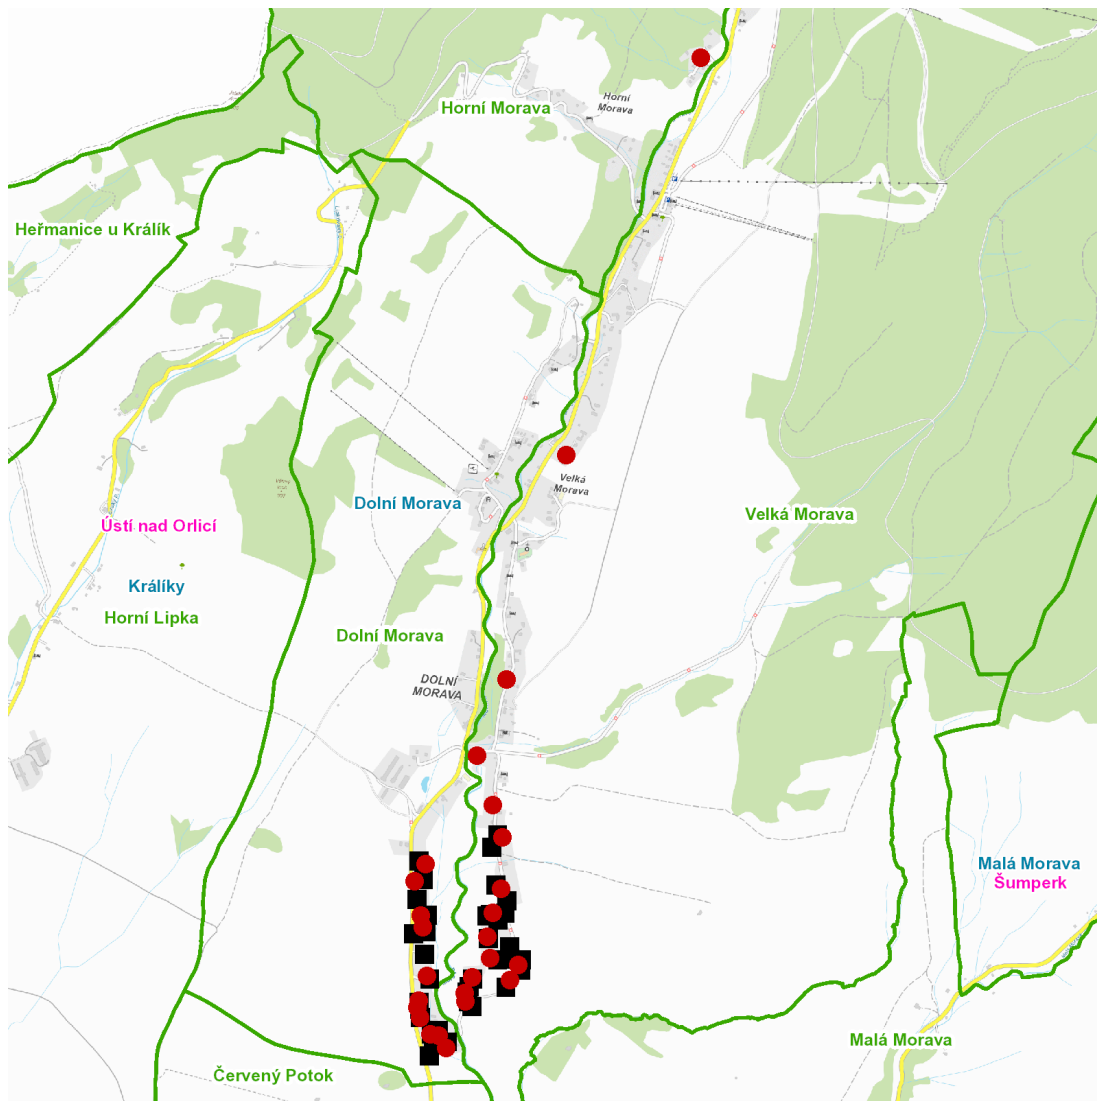 Horní
Morava
Horní Morava
Heřmanice u Králík
Velká
Morava
Dolní Morava
Velká Morava
Ústí nad Orlicí
Králíky
Horní Lipka
Dolní Morava
DOLNÍ
MORAVA
Malá Morava
Šumperk
Malá Morava
Červený Potok